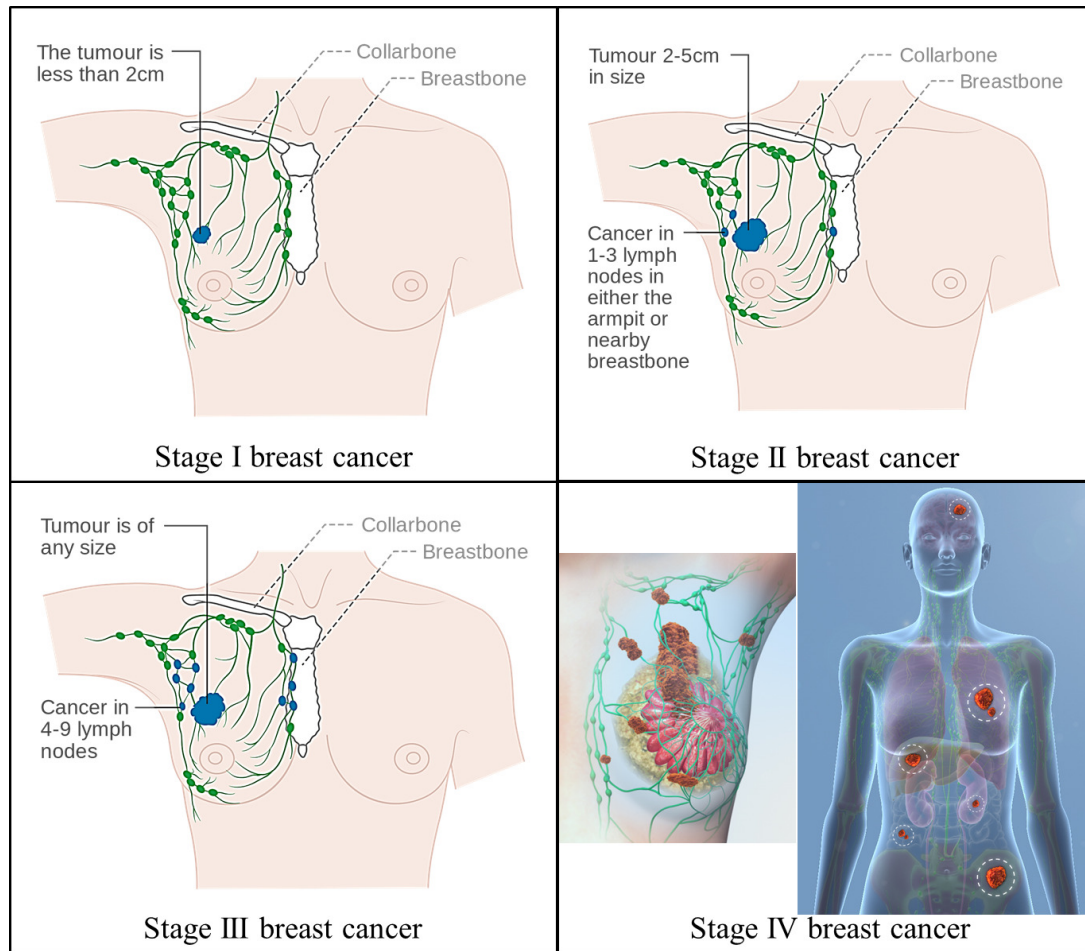 The tumour is
less than 2cm
Collarbone
Breastbone
Stage I breast cancer
Tumour 2-5cm
in size
Collarbone
Breastbone
Cancer in
1-3 lymph
nodes in
either the
armpit or
nearby
breastbone
Stage II breast cancer
Tumour is of
any size
Collarbone
Breastbone
Cancer in
4-9 lymph
nodes
Stage III breast cancer
Stage IV breast cancer